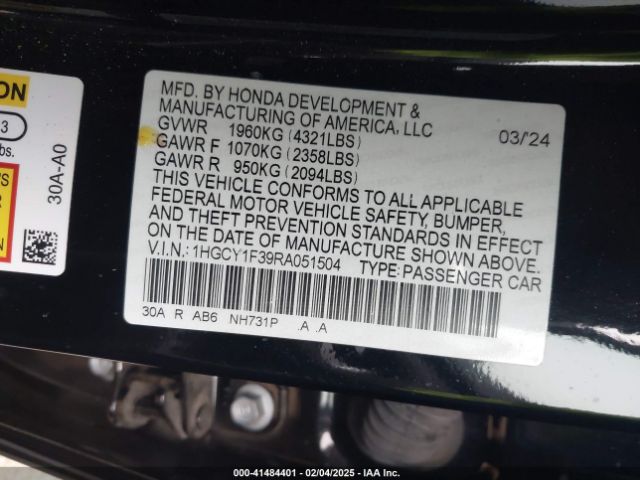 ON
3
bs.
'S
R
30A-A0
MFD. BY HONDA DEVELOPMENT &
MANUFACTURING OF AMERICA, LLC
GVWR 1960KG (4321LBS)
GAWR F 1070KG (2358LBS)
GAWR R 950KG (2094LBS)
03/'24
THIS VEHICLE CONFORMS TO ALL APPLICABLE
FEDERAL MOTOR VEHICLE SAFETY, BUMPER,
AND THEFT PREVENTION STANDARDS IN EFFECT
ON THE DATE OF MANUFACTURE SHOWN ABOVE.
V.I.N.: 1HGCY1F39RA051504 TYPE: PASSENGER CAR
30A R AB6 NH731P .A .A
000-41484401 - 02/04/2025 - IAA Inc.